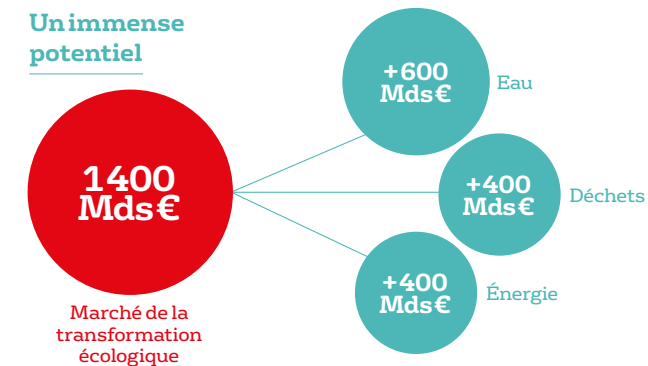 Un immense
potentiel
1400
Mds€
Marché de la
transformation
écologique
+600
Mds€
Eau
+400
Mds€
Déchets
+400
Mds€
Énergie